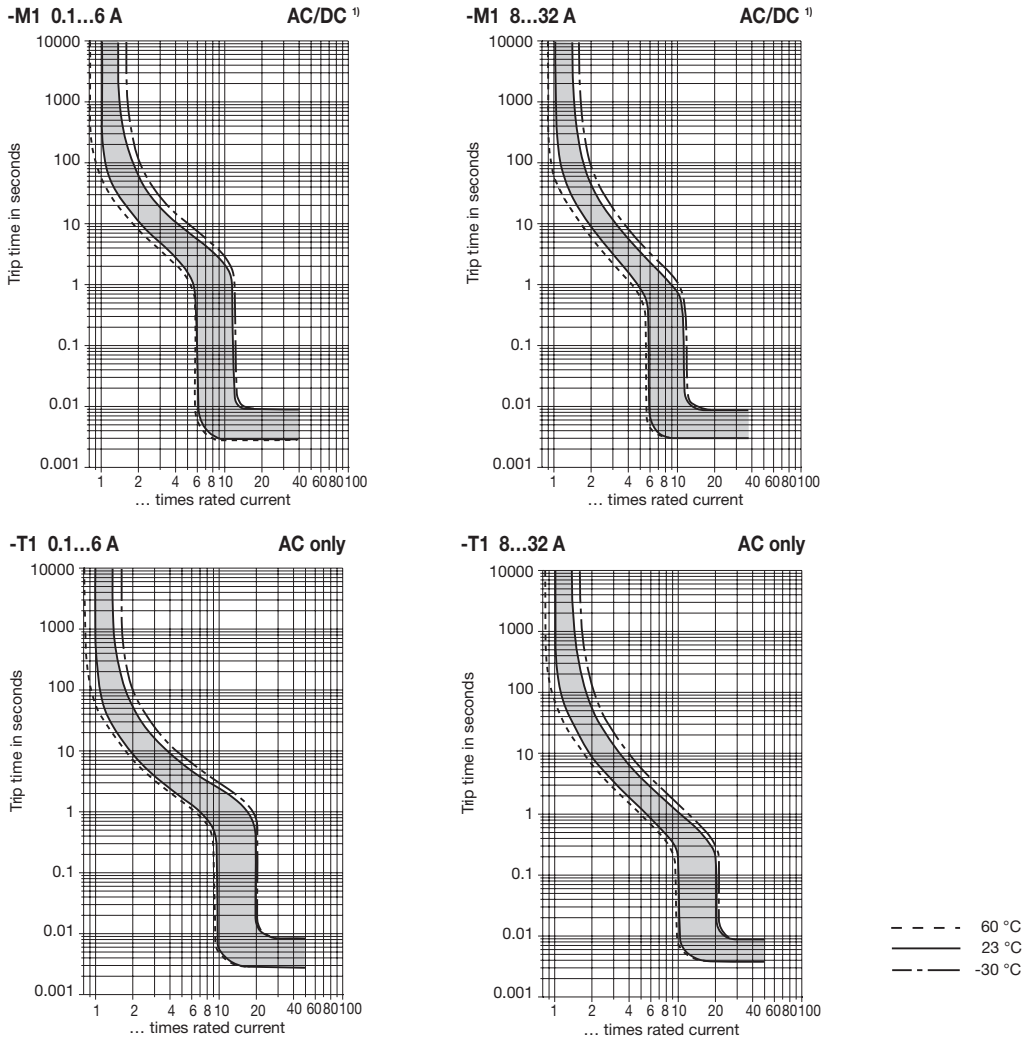 -M1 0.1...6 A AC/DC 1)
10000
1000
100
10
1
0.1
0.01
0.001
Trip time in seconds
1 2 4 6 8 10 20 40 60 80 100
... times rated current
-M1 8...32 A AC/DC 1)
10000
1000
100
10
1
0.1
0.01
0.001
Trip time in seconds
1 2 4 6 8 10 20 40 60 80 100
... times rated current
-T1 0.1...6 A AC only
10000
1000
100
10
1
0.1
0.01
0.001
Trip time in seconds
1 2 4 6 8 10 20 40 60 80 100
... times rated current
-T1 8...32 A AC only
10000
1000
100
10
1
0.1
0.01
0.001
Trip time in seconds
1 2 4 6 8 10 20 40 60 80 100
... times rated current
60 °C
23 °C
-30 °C